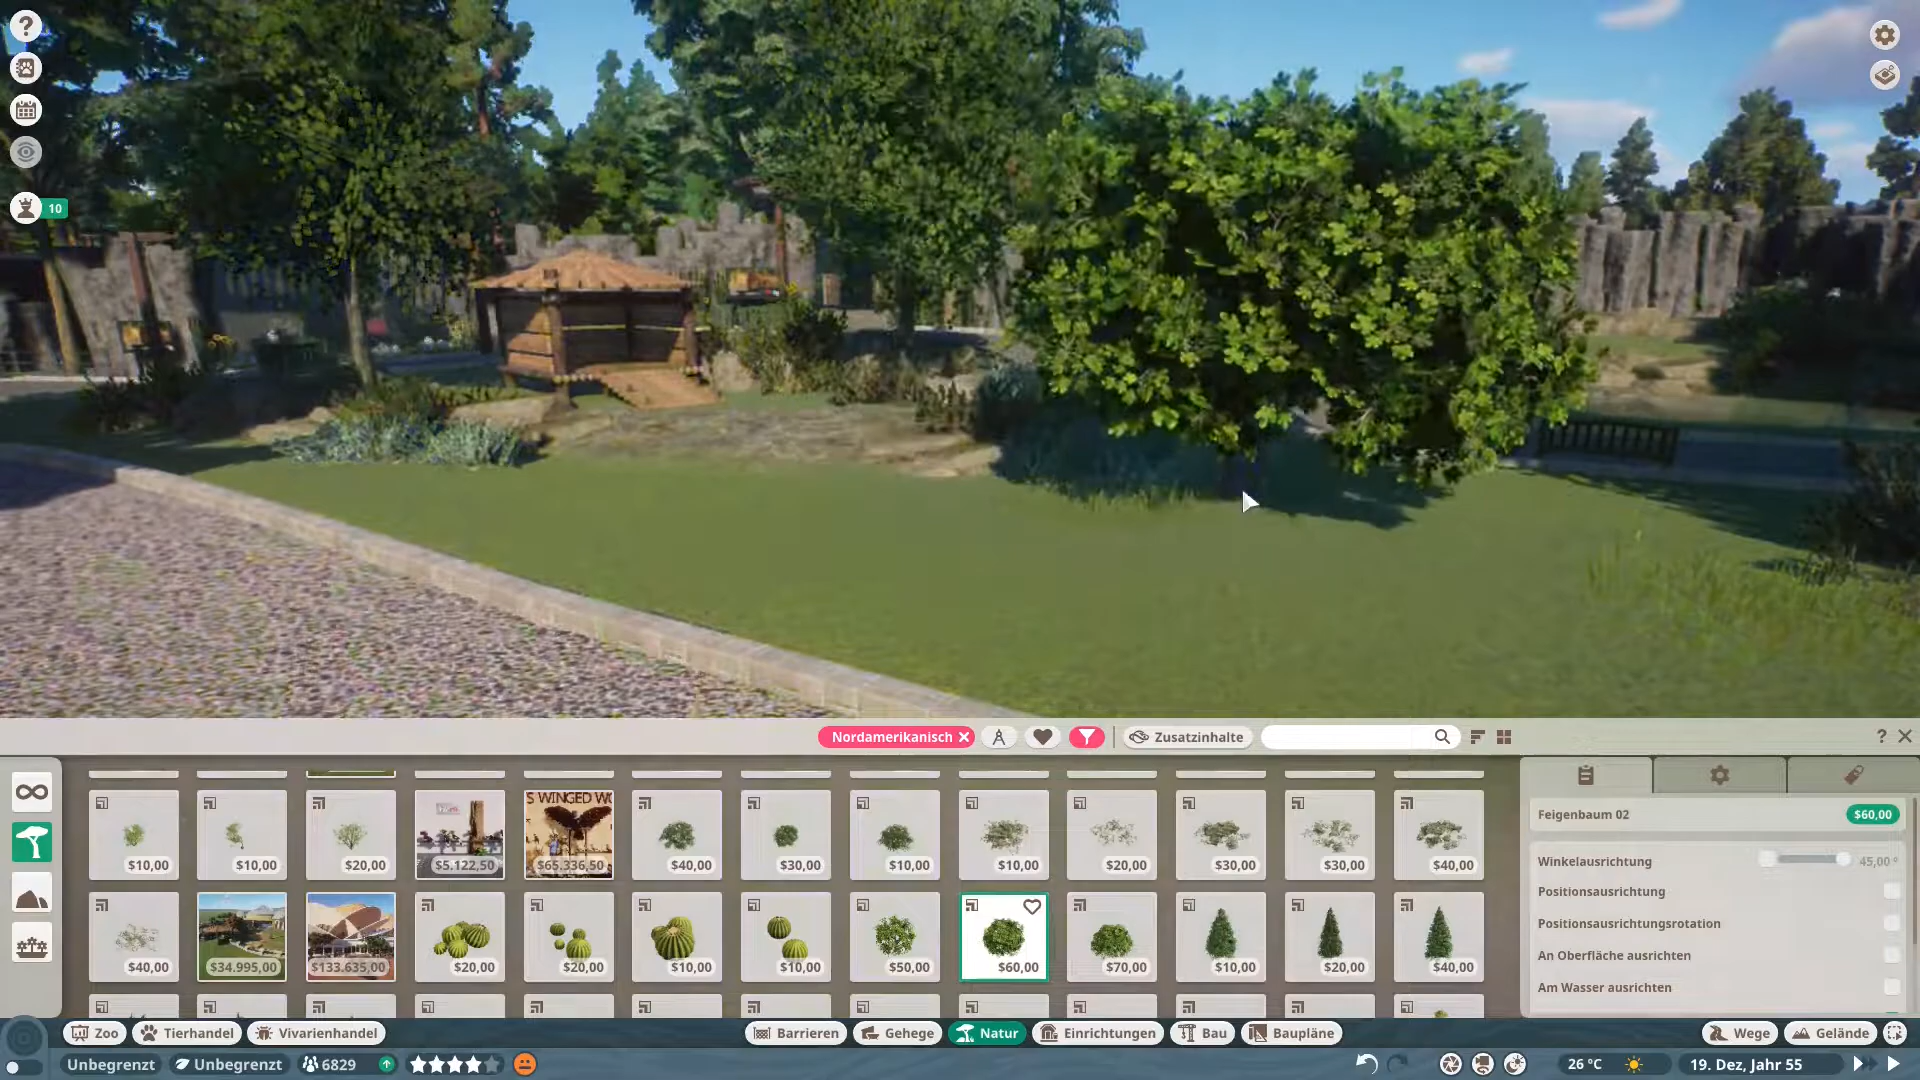 ?
10
Nordamerikanisch ×
Zusatzinhalte
? ×
$10,00 $10,00 $20,00 $5.122,50 $65.336,50 $40,00 $30,00 $10,00 $10,00 $20,00 $30,00 $30,00 $40,00
S WINGED
$40,00 $34.995,00 $133.635,00 $20,00 $20,00 $10,00 $10,00 $50,00 $60,00 $70,00 $10,00 $20,00 $40,00
Feigenbaum 02 $60,00
Winkelausrichtung 45,00 °
Positionsausrichtung
Positionsausrichtungsrotation
An Oberfläche ausrichten
Am Wasser ausrichten
Zoo Tierhandel Vivarienhandel Barrieren Gehege Natur Einrichtungen Bau Baupläne Wege Gelände
Unbegrenzt Unbegrenzt 6829 26 °C 19. Dez, Jahr 55